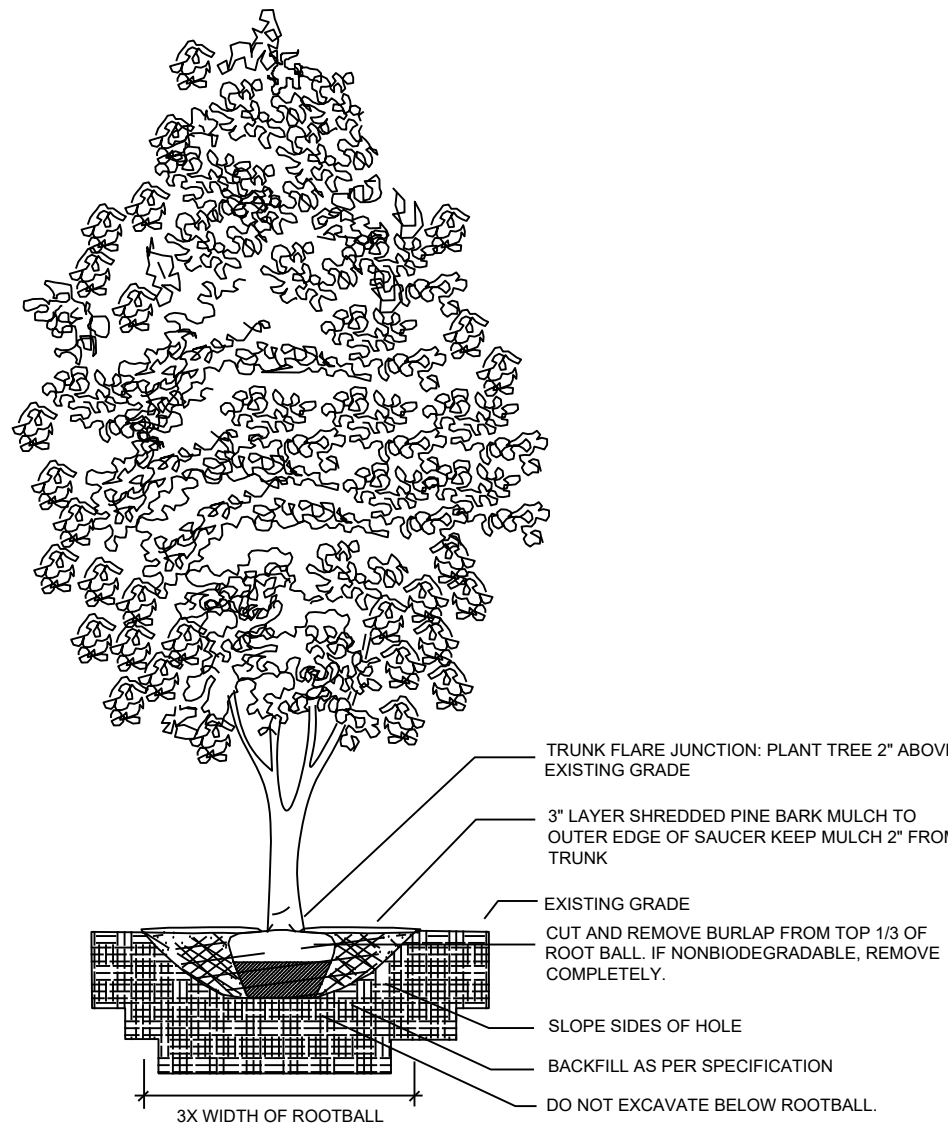 TRUNK FLARE JUNCTION: PLANT TREE 2" ABOV
EXISTING GRADE
3" LAYER SHREDDED PINE BARK MULCH TO
OUTER EDGE OF SAUCER KEEP MULCH 2" FROM
TRUNK
EXISTING GRADE
CUT AND REMOVE BURLAP FROM TOP 1/3 OF
ROOT BALL. IF NONBIODEGRADABLE, REMOVE
COMPLETELY.
SLOPE SIDES OF HOLE
BACKFILL AS PER SPECIFICATION
DO NOT EXCAVATE BELOW ROOTBALL.
3X WIDTH OF ROOTBALL